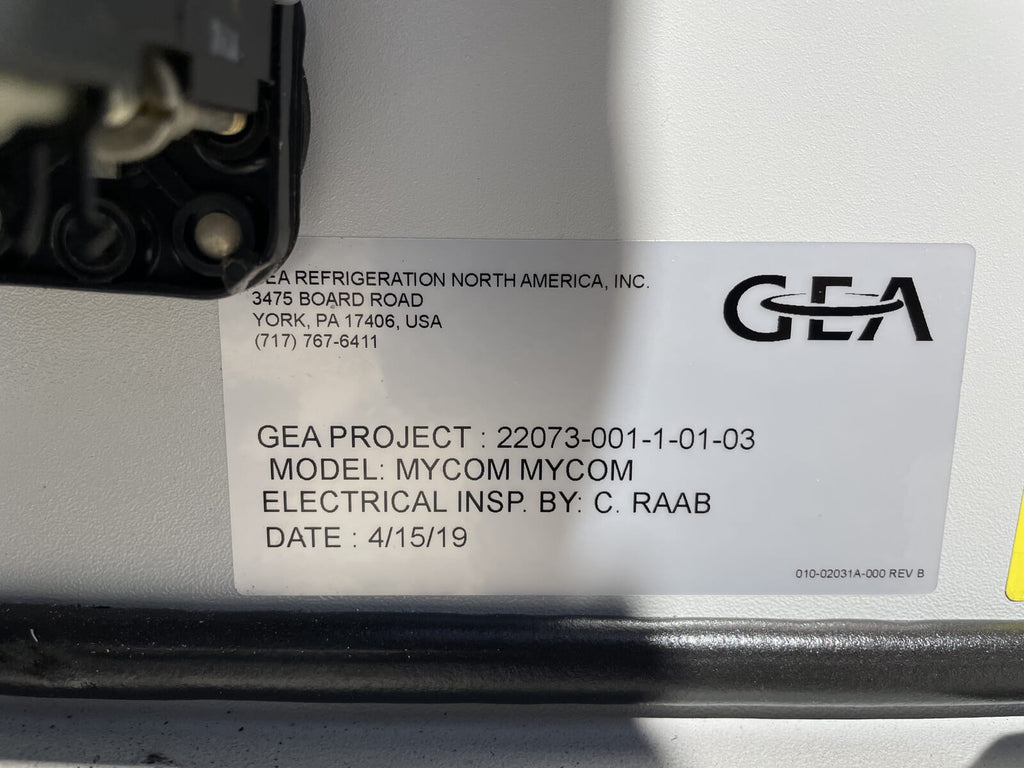 GEA REFRIGERATION NORTH AMERICA, INC.
3475 BOARD ROAD
YORK, PA 17406, USA
(717) 767-6411
GEA
GEA PROJECT : 22073-001-1-01-03
MODEL: MYCOM MYCOM
ELECTRICAL INSP. BY: C. RAAB
DATE : 4/15/19
010-02031A-000 REV B